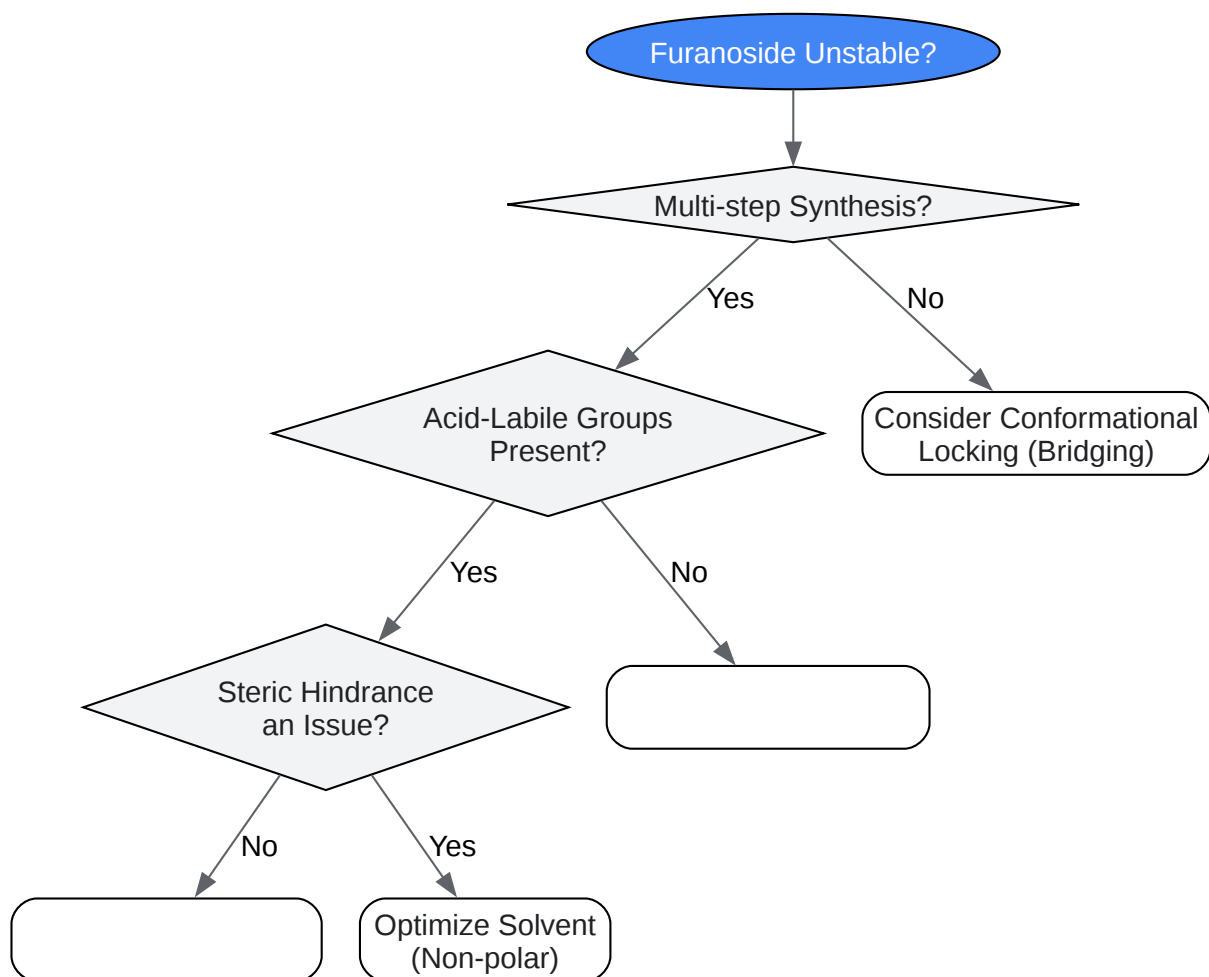 Furanoside Unstable?
Multi-step Synthesis?
Yes
No
Acid-Labile Groups
Present?
Consider Conformational
Locking (Bridging)
Yes
No
Steric Hindrance
an Issue?
No
Yes
Optimize Solvent
(Non-polar)